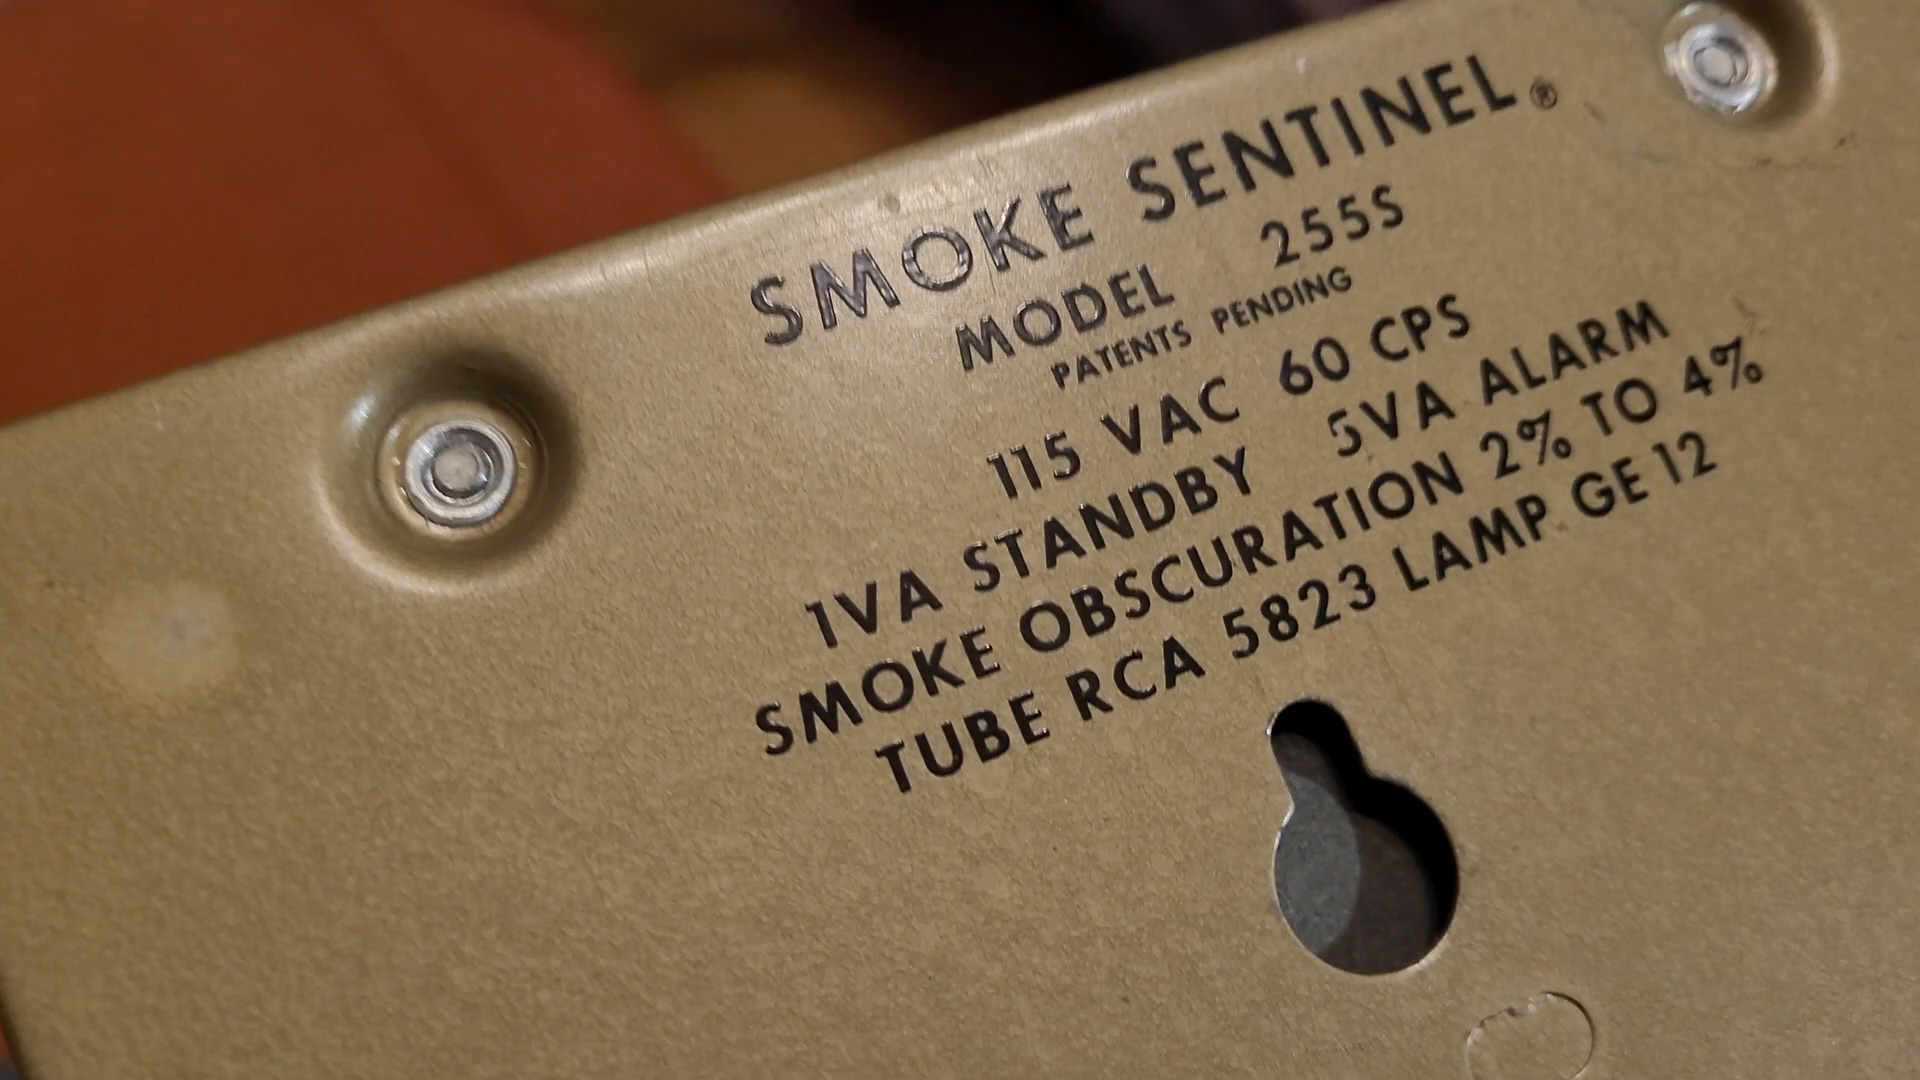 SMOKE SENTINEL®
MODEL 255S
PATENTS PENDING
115 VAC 60 CPS
1VA STANDBY 5VA ALARM
SMOKE OBSCURATION 2% TO 4%
TUBE RCA 5823 LAMP GE 12